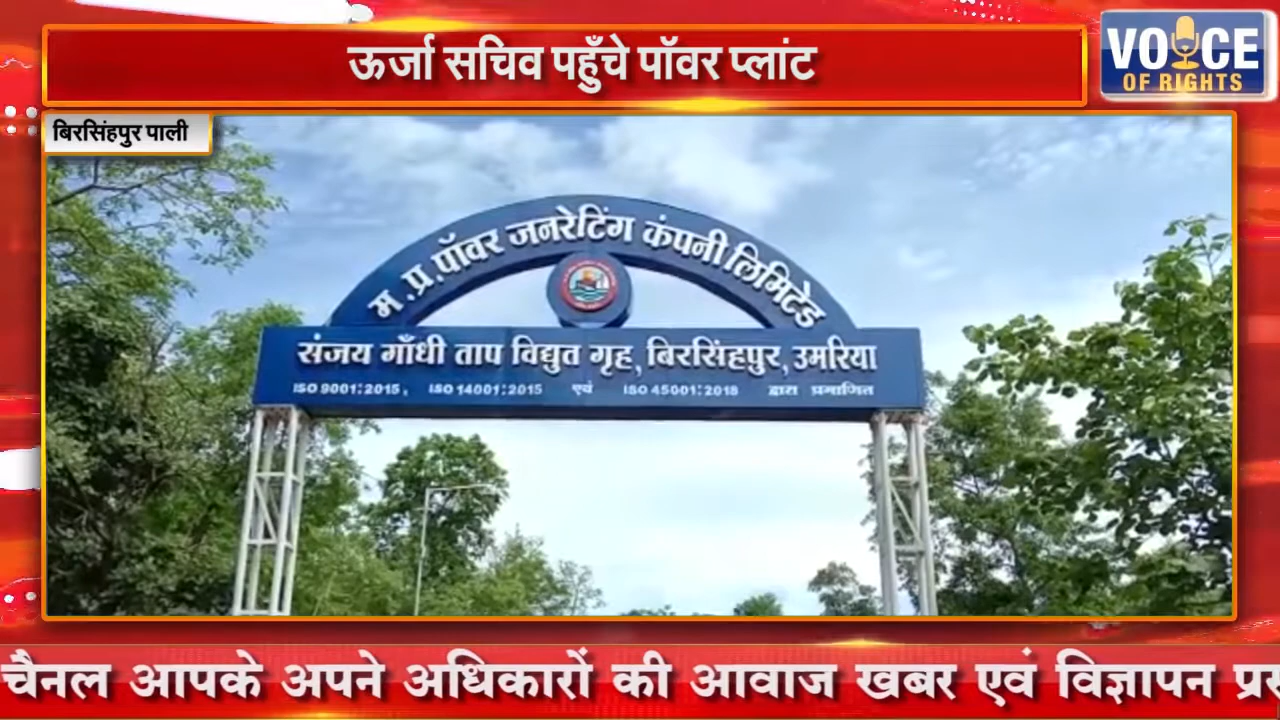 ऊर्जा सचिव पहुँचे पॉवर प्लांट
VOICE
OF RIGHTS
बिरसिंहपुर पाली
म.प्र.पॉवर जनरेटिंग कंपनी लिमिटेड
संजय गाँधी ताप विद्युत गृह, बिरसिंहपुर, उमरिया
ISO 9001:2015, ISO 14001:2015 एवं ISO 45001:2018 द्वारा प्रमाणित
चैनल आपके अपने अधिकारों की आवाज खबर एवं विज्ञापन